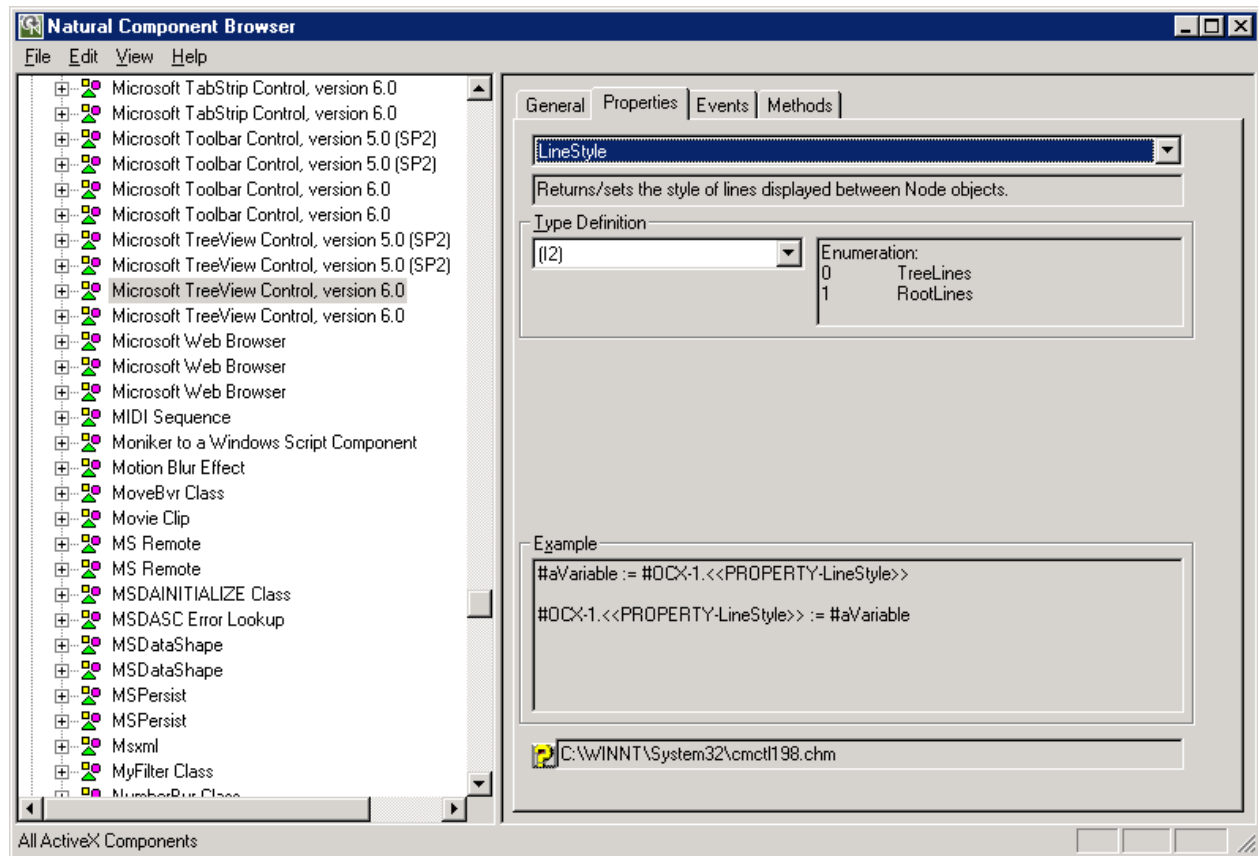 Natural Component Browser
File Edit View Help
Microsoft TabStrip Control, version 6.0
Microsoft TabStrip Control, version 6.0
Microsoft Toolbar Control, version 5.0 (SP2)
Microsoft Toolbar Control, version 5.0 (SP2)
Microsoft Toolbar Control, version 6.0
Microsoft Toolbar Control, version 6.0
Microsoft TreeView Control, version 5.0 (SP2)
Microsoft TreeView Control, version 5.0 (SP2)
Microsoft TreeView Control, version 6.0
Microsoft TreeView Control, version 6.0
Microsoft Web Browser
Microsoft Web Browser
Microsoft Web Browser
MIDI Sequence
Moniker to a Windows Script Component
Motion Blur Effect
MoveBvr Class
Movie Clip
MS Remote
MS Remote
MSDAINITIALIZE Class
MSDASC Error Lookup
MSDataShape
MSDataShape
MSPersist
MSPersist
Msxml
MyFilter Class
NumberBvr Class
General Properties Events Methods
LineStyle
Returns/sets the style of lines displayed between Node objects.
Type Definition
(I2)
Enumeration:
0 TreeLines
1 RootLines
Example
#aVariable := #OCX-1.<<PROPERTY-LineStyle>>
#OCX-1.<<PROPERTY-LineStyle>> := #aVariable
C:\WINNT\System32\cmctl198.chm
All ActiveX Components